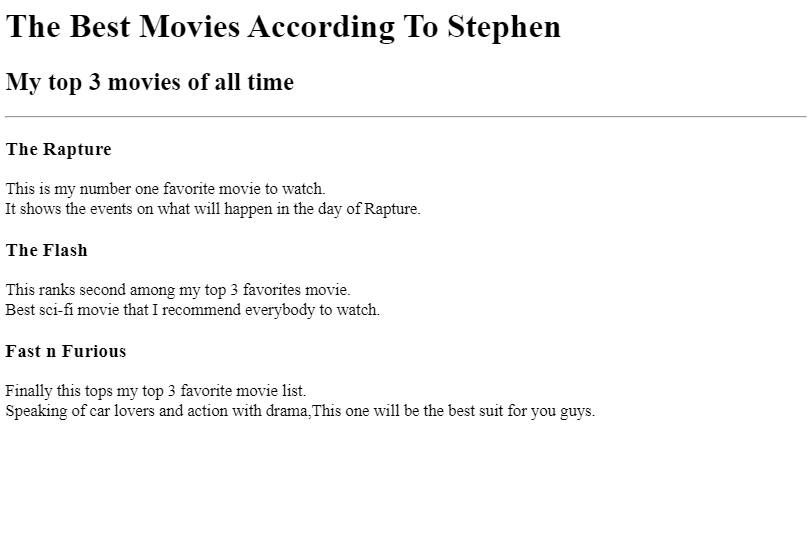 The Best Movies According To Stephen
My top 3 movies of all time
The Rapture
This is my number one favorite movie to watch.
It shows the events on what will happen in the day of Rapture.
The Flash
This ranks second among my top 3 favorites movie.
Best sci-fi movie that I recommend everybody to watch.
Fast n Furious
Finally this tops my top 3 favorite movie list.
Speaking of car lovers and action with drama,This one will be the best suit for you guys.